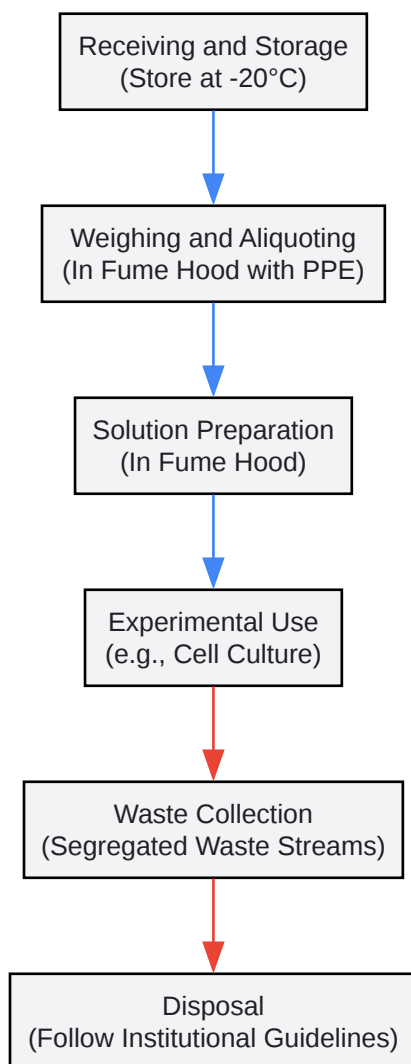 Receiving and Storage
(Store at -20°C)
Weighing and Aliquoting
(In Fume Hood with PPE)
Solution Preparation
(In Fume Hood)
Experimental Use
(e.g., Cell Culture)
Waste Collection
(Segregated Waste Streams)
Disposal
(Follow Institutional Guidelines)